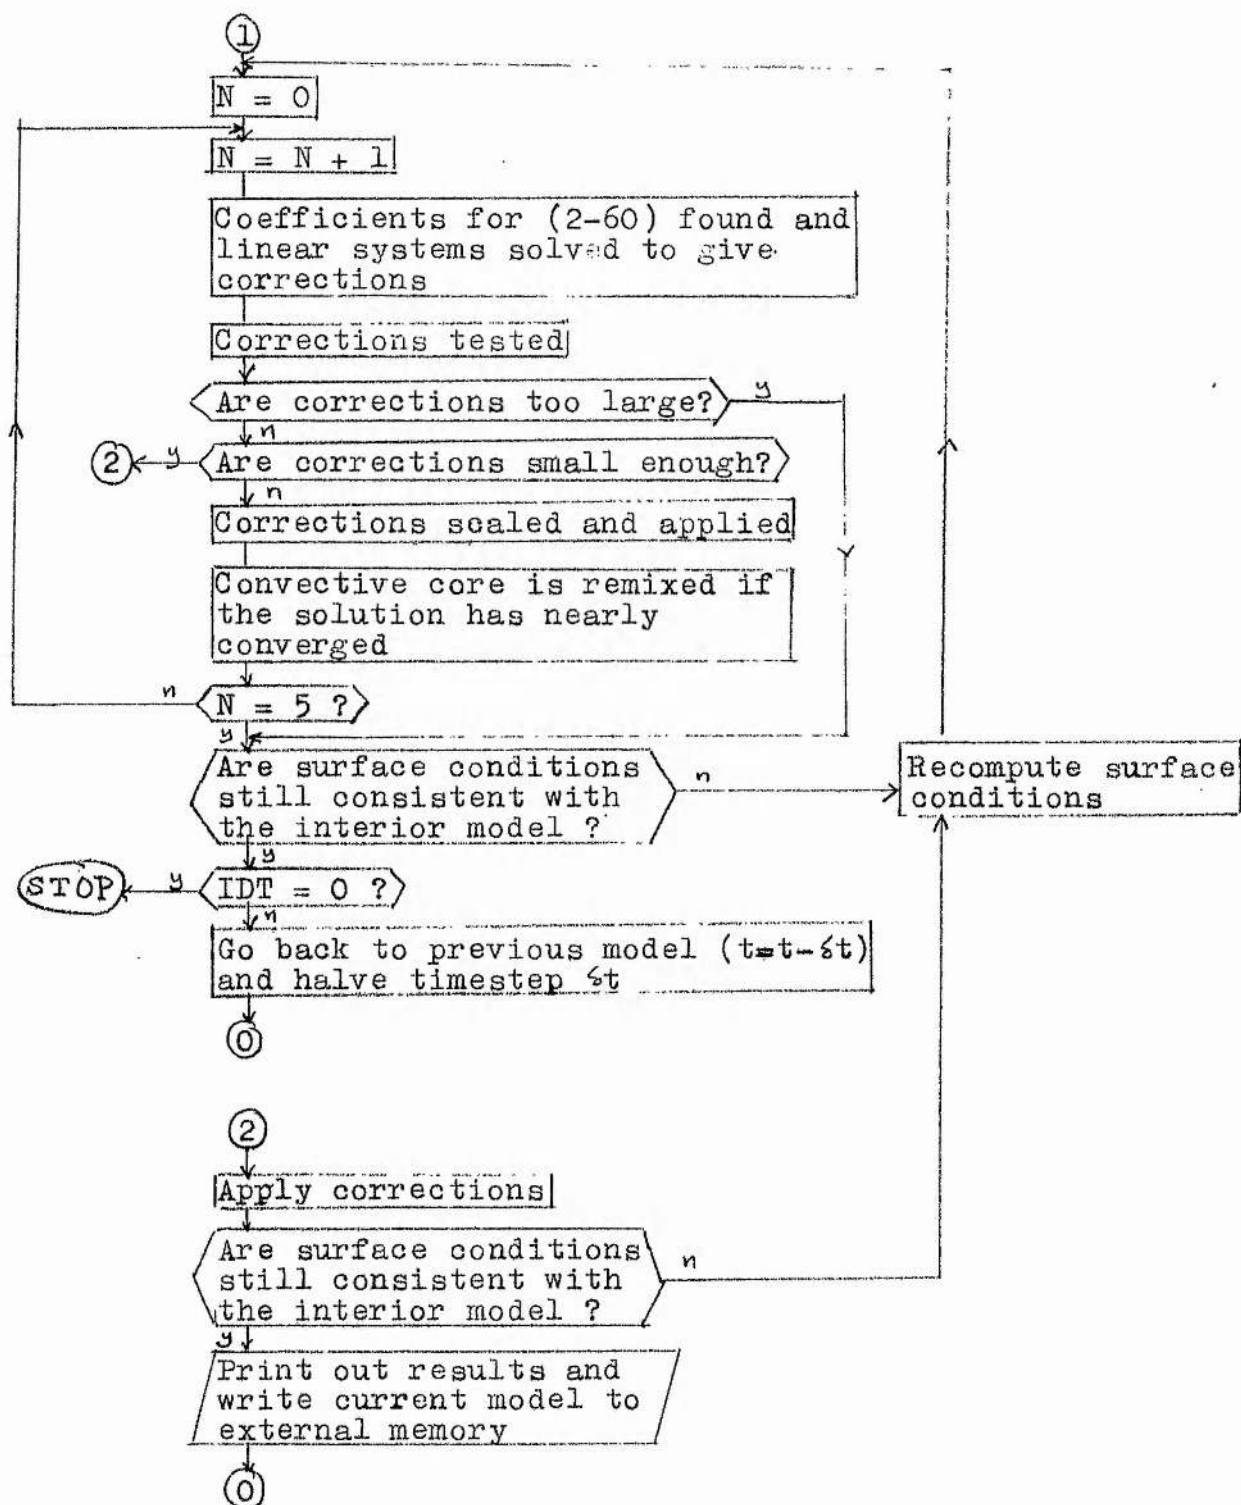 1
N = 0
N = N + 1
Coefficients for (2-60) found and
linear systems solved to give
corrections
Corrections tested
Are corrections too large?
y
n
2
y
Are corrections small enough?
n
Corrections scaled and applied
Convective core is remixed if
the solution has nearly
converged
n
N = 5 ?
y
Are surface conditions
still consistent with
the interior model ?
n
Recompute surface
conditions
y
STOP
y
IDT = 0 ?
n
Go back to previous model (t=t-δt)
and halve timestep δt
0
2
Apply corrections
Are surface conditions
still consistent with
the interior model ?
n
y
Print out results and
write current model to
external memory
0